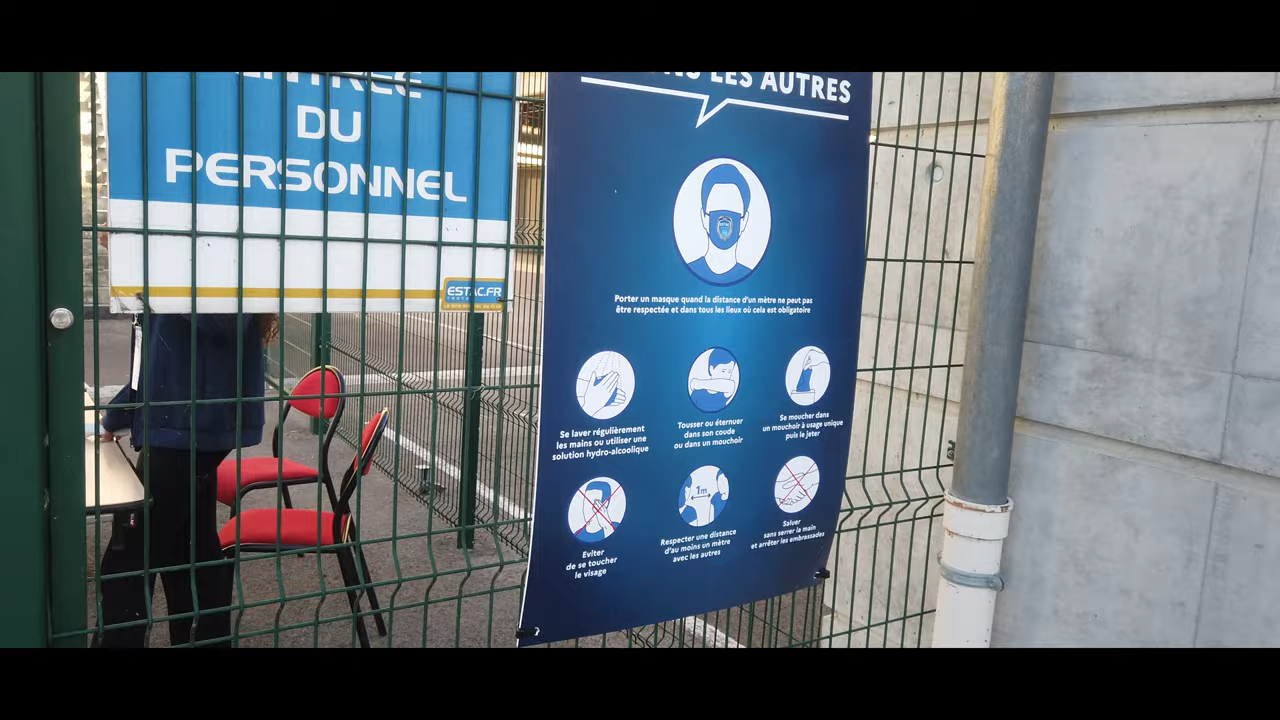 DU
PERSONNEL
ESTAC.FR
LES AUTRES
Porter un masque quand la distance d'un mètre ne peut pas
être respectée et dans tous les lieux où cela est obligatoire
Se laver régulièrement
les mains ou utiliser une
solution hydro-alcoolique
Tousser ou éternuer
dans son coude
ou dans un mouchoir
Se moucher dans
un mouchoir à usage unique
puis le jeter
Eviter
de se toucher
le visage
1m
Respecter une distance
d'au moins un mètre
avec les autres
Saluer
sans serrer la main
et arrêter les embrassades